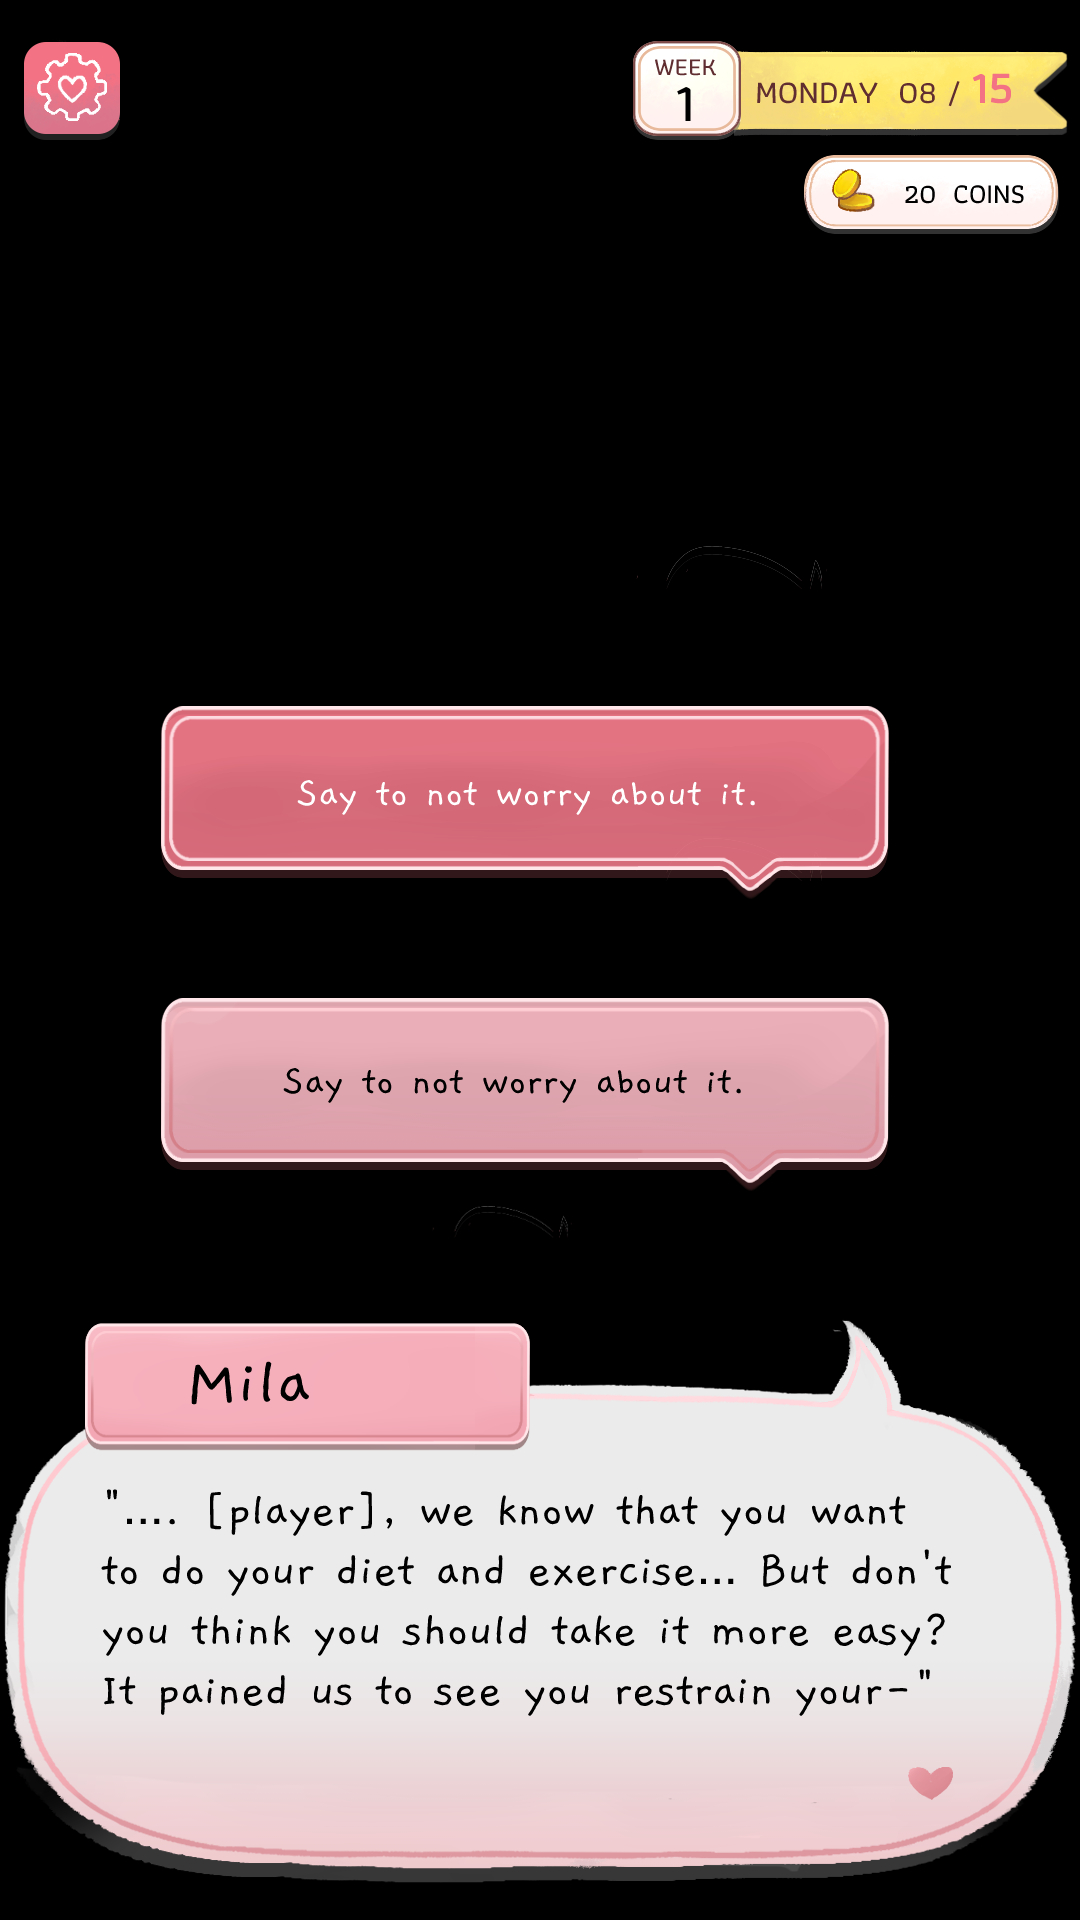 WEEK
1
MONDAY 08 / 15
20 COINS
Say to not worry about it.
Say to not worry about it.
Mila
".... [player], we know that you want
to do your diet and exercise... But don't
you think you should take it more easy?
It pained us to see you restrain your-"